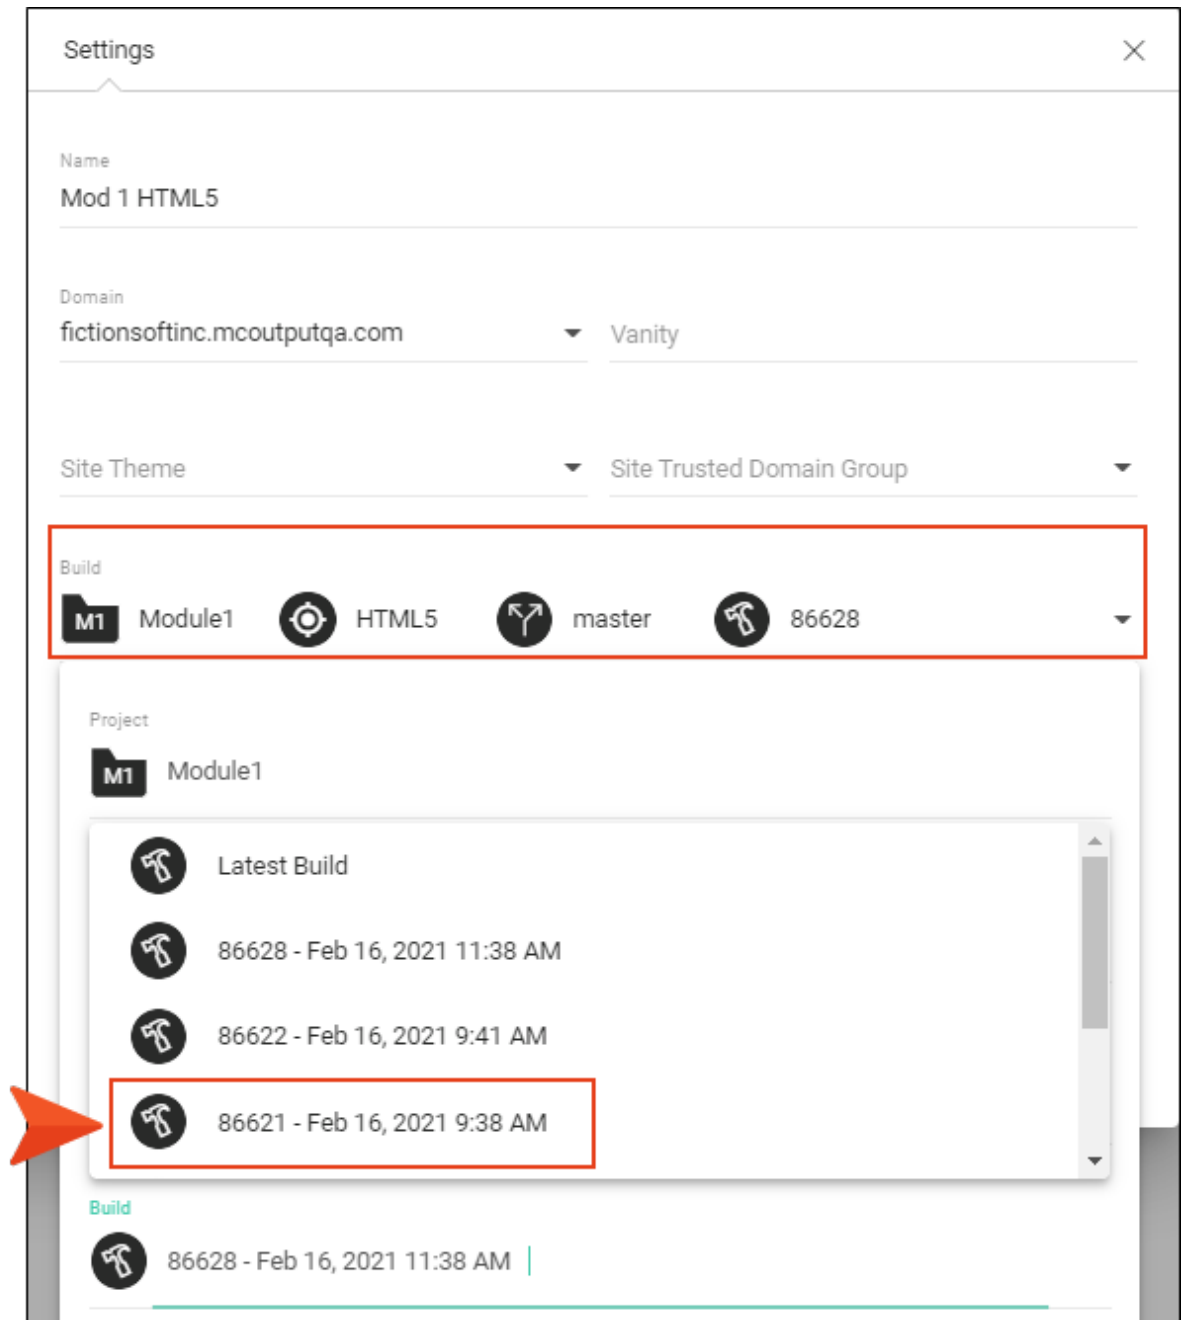 Settings
Name
Mod 1 HTML5
Domain
fictionsoftinc.mcoutputqa.com
Vanity
Site Theme
Site Trusted Domain Group
Build
M1 Module1 HTML5 master 86628
Project
M1 Module1
Latest Build
86628 - Feb 16, 2021 11:38 AM
86622 - Feb 16, 2021 9:41 AM
86621 - Feb 16, 2021 9:38 AM
Build
86628 - Feb 16, 2021 11:38 AM